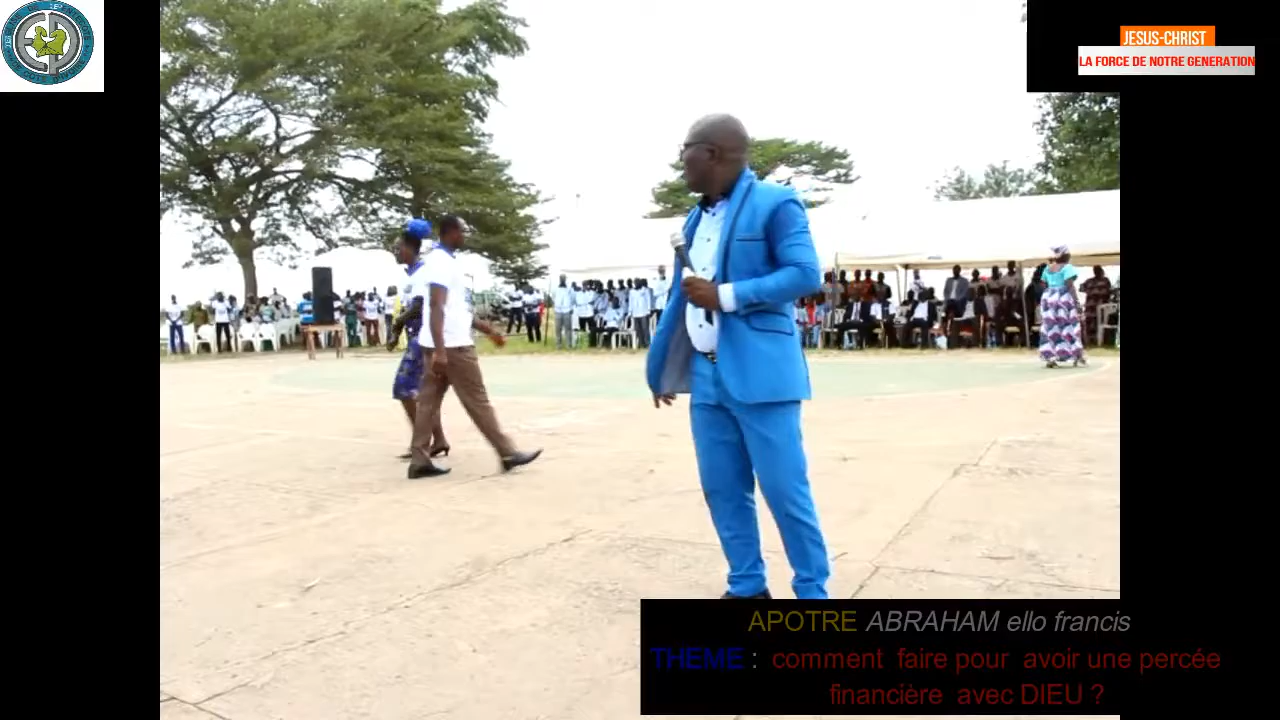 JESUS-CHRIST
LA FORCE DE NOTRE GENERATION
APOTRE ABRAHAM ello francis
THEME : comment faire pour avoir une percée
financière avec DIEU ?